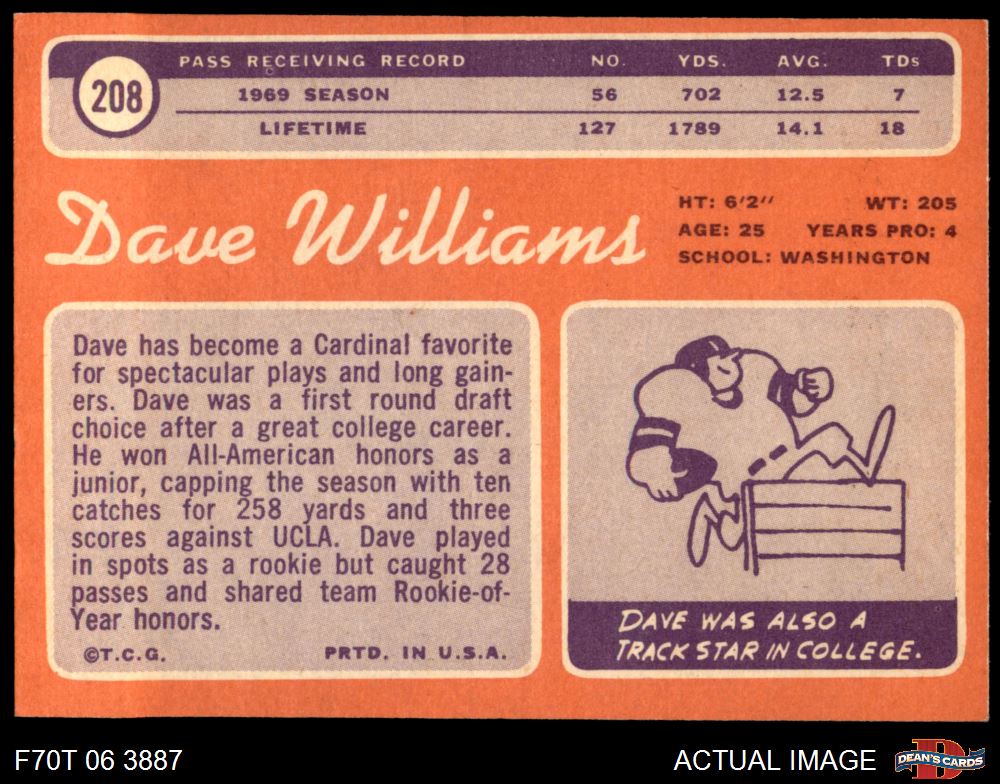 208
PASS RECEIVING RECORD NO. YDS. AVG. TDs
1969 SEASON 56 702 12.5 7
LIFETIME 127 1789 14.1 18
Dave Williams
HT: 6'2" WT: 205
AGE: 25 YEARS PRO: 4
SCHOOL: WASHINGTON
Dave has become a Cardinal favorite
for spectacular plays and long gain-
ers. Dave was a first round draft
choice after a great college career.
He won All-American honors as a
junior, capping the season with ten
catches for 258 yards and three
scores against UCLA. Dave played
in spots as a rookie but caught 28
passes and shared team Rookie-of-
Year honors.
©T.C.G. PRTD. IN U.S.A.
DAVE WAS ALSO A
TRACK STAR IN COLLEGE.
F70T 06 3887
ACTUAL IMAGE
D
DEAN'S CARDS